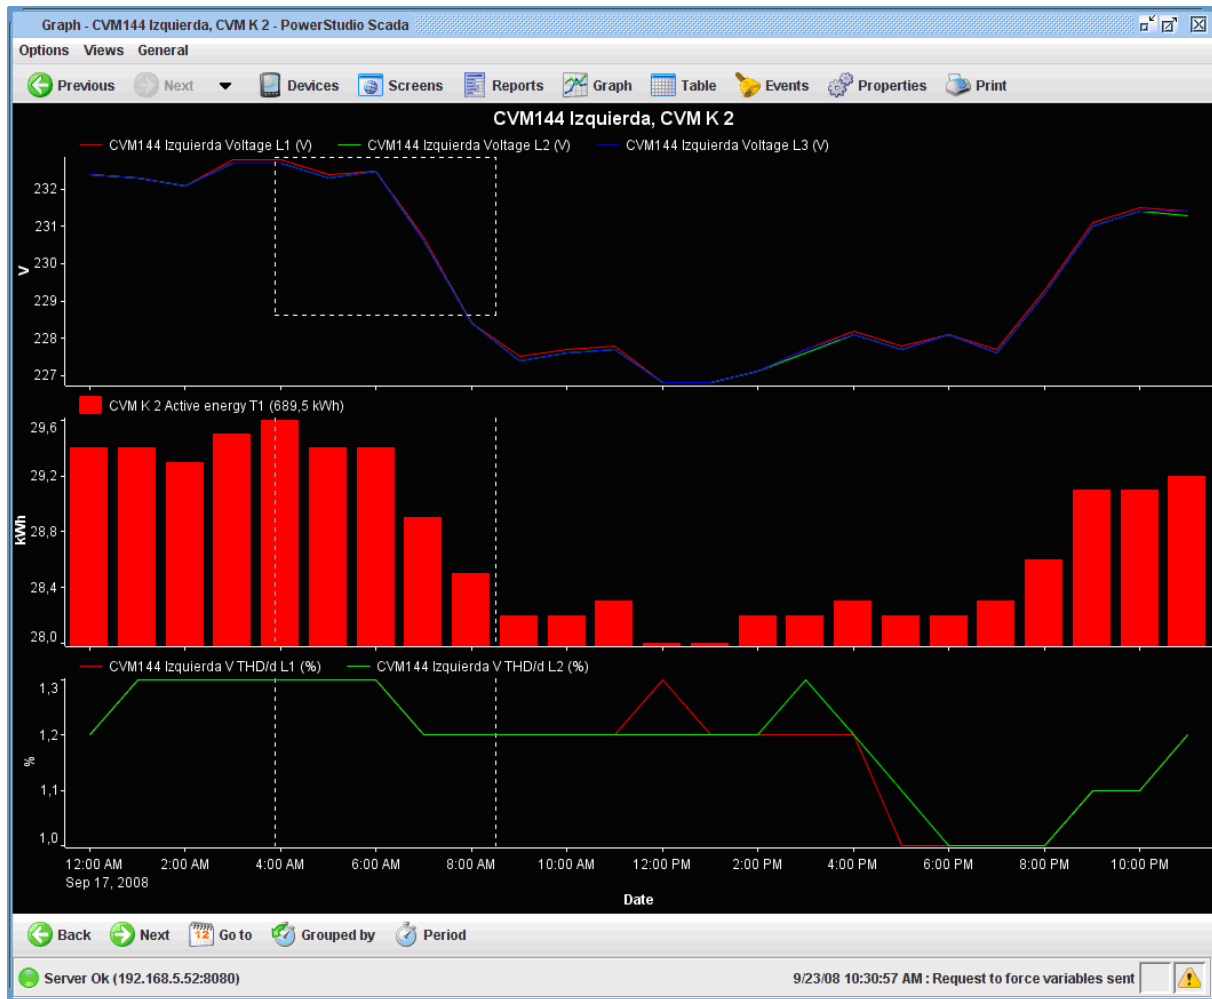 Graph - CVM144 Izquierda, CVM K 2 - PowerStudio Scada
Options Views General
Previous Next Devices Screens Reports Graph Table Events Properties Print
CVM144 Izquierda, CVM K 2
CVM144 Izquierda Voltage L1 (V) CVM144 Izquierda Voltage L2 (V) CVM144 Izquierda Voltage L3 (V)
232
231
230
229
228
227
V
CVM K 2 Active energy T1 (689,5 kWh)
29,6
29,2
28,8
28,4
28,0
kWh
CVM144 Izquierda V THD/d L1 (%) CVM144 Izquierda V THD/d L2 (%)
1,3
1,2
1,1
1,0
%
12:00 AM 2:00 AM 4:00 AM 6:00 AM 8:00 AM 10:00 AM 12:00 PM 2:00 PM 4:00 PM 6:00 PM 8:00 PM 10:00 PM
Sep 17, 2008
Date
Back Next 12 Go to Grouped by Period
Server Ok (192.168.5.52:8080) 9/23/08 10:30:57 AM : Request to force variables sent